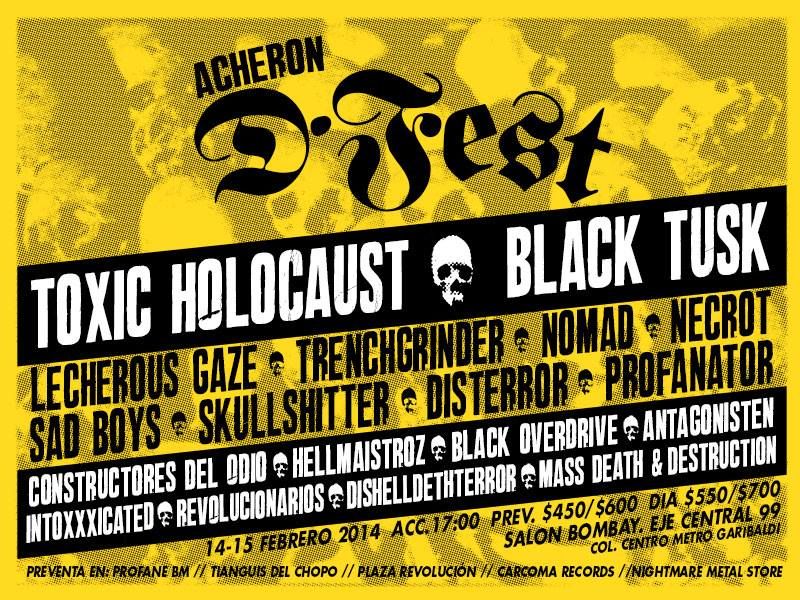 ACHERON
D·Fest
TOXIC HOLOCAUST BLACK TUSK
LECHEROUS GAZE TRENCHGRINDER NOMAD NECROT
SAD BOYS SKULLSHITTER DISTERROR PROFANATOR
CONSTRUCTORES DEL ODIO HELLMAISTROZ BLACK OVERDRIVE ANTAGONISTEN
INTOXXXICATED REVOLUCIONARIOS DISHELLDETHTERROR MASS DEATH & DESTRUCTION
14-15 FEBRERO 2014 ACC.17:00 PREV. $450/$600 DIA $550/$700
SALON BOMBAY. EJE CENTRAL 99
COL. CENTRO METRO GARIBALDI
PREVENTA EN: PROFANE BM // TIANGUIS DEL CHOPO // PLAZA REVOLUCIÓN // CARCOMA RECORDS //NIGHTMARE METAL STORE